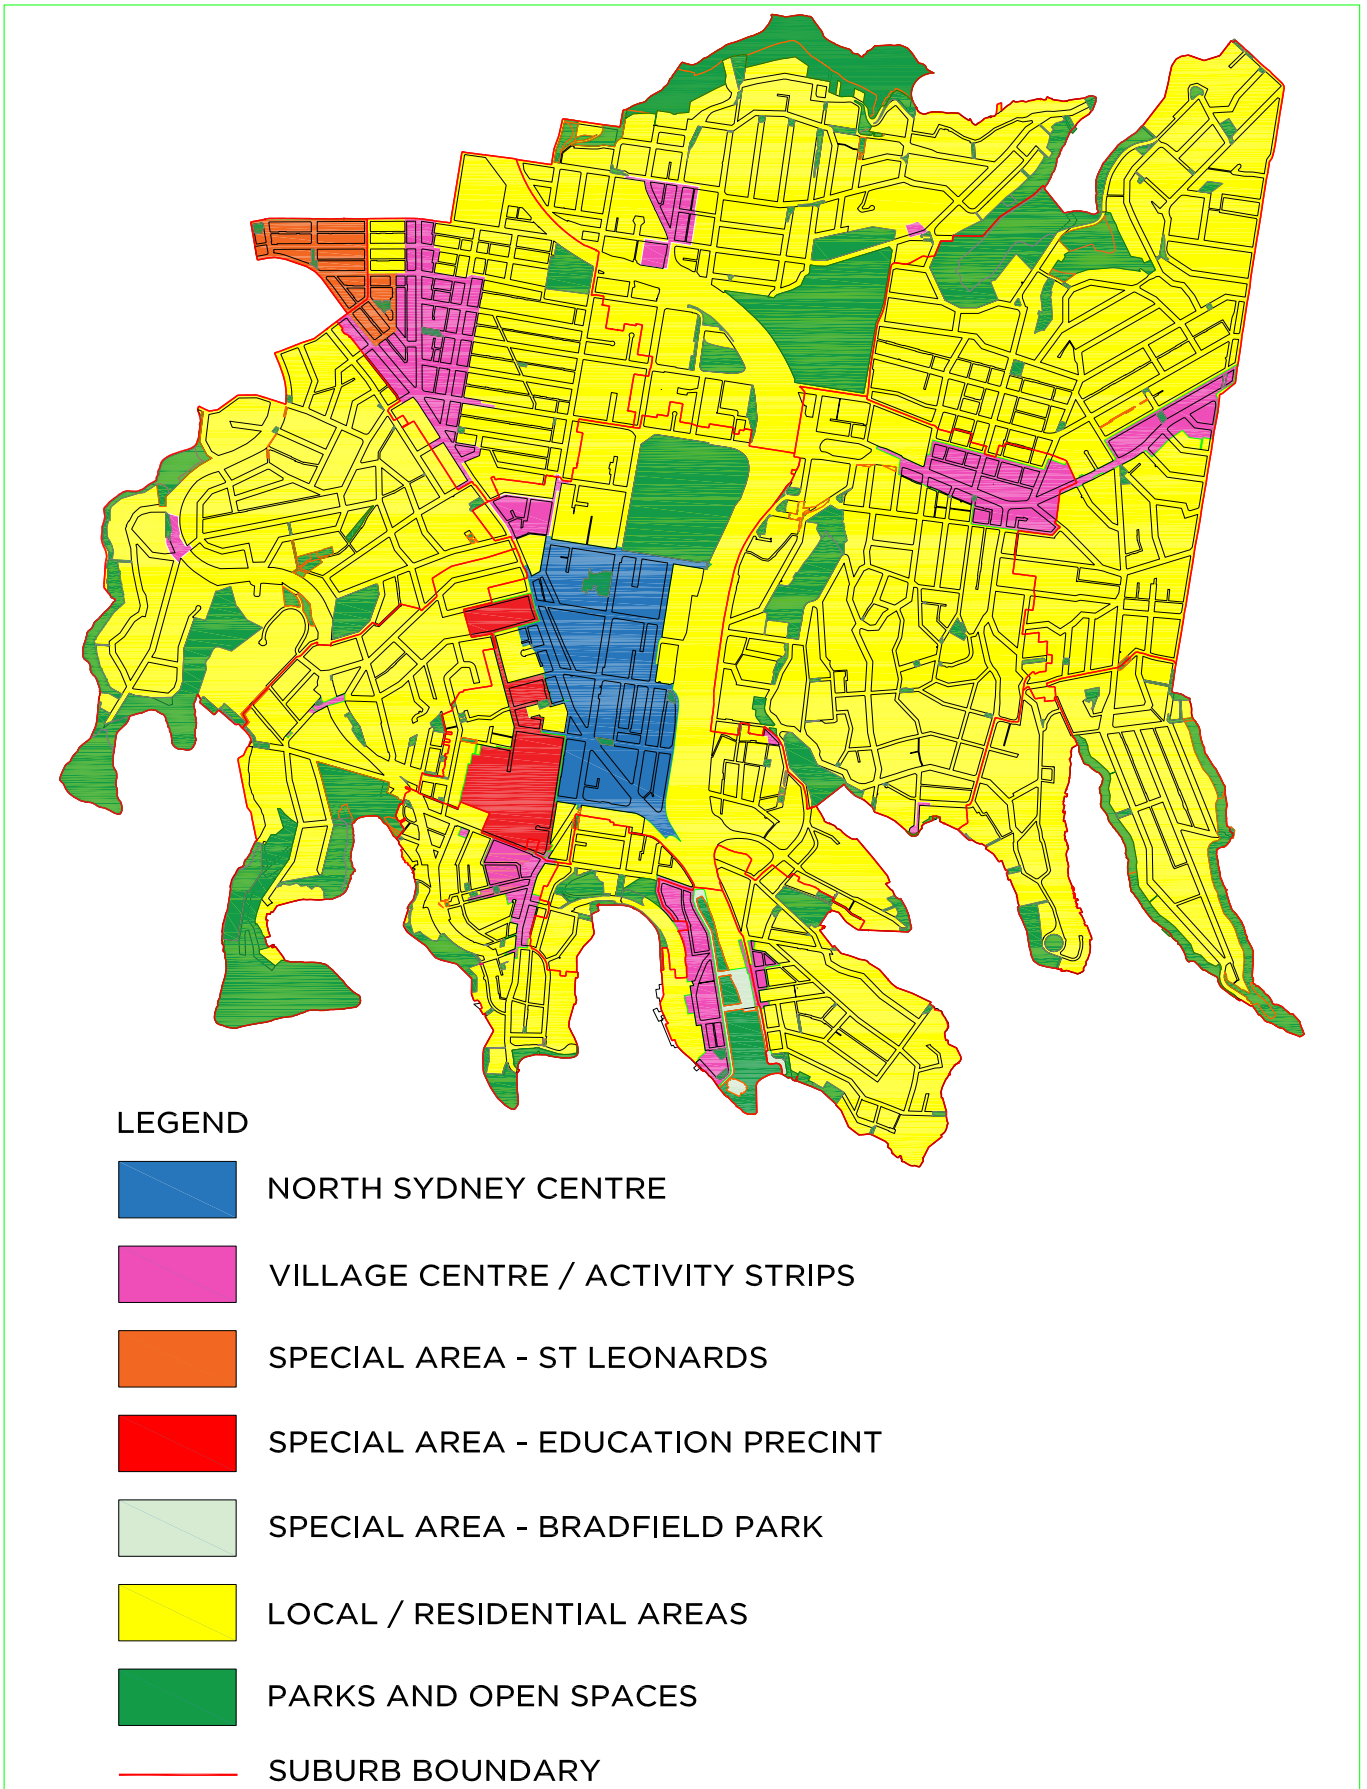 LEGEND
NORTH SYDNEY CENTRE
VILLAGE CENTRE / ACTIVITY STRIPS
SPECIAL AREA - ST LEONARDS
SPECIAL AREA - EDUCATION PRECINT
SPECIAL AREA - BRADFIELD PARK
LOCAL / RESIDENTIAL AREAS
PARKS AND OPEN SPACES
SUBURB BOUNDARY